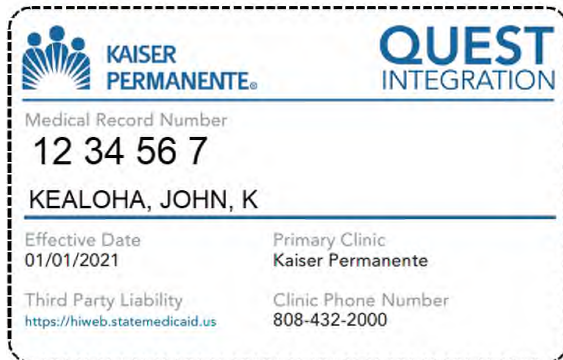 KAISER PERMANENTE®
QUEST INTEGRATION
Medical Record Number
12 34 56 7
KEALOHA, JOHN, K
Effective Date
01/01/2021
Primary Clinic
Kaiser Permanente
Third Party Liability
https://hiweb.statemedicaid.us
Clinic Phone Number
808-432-2000